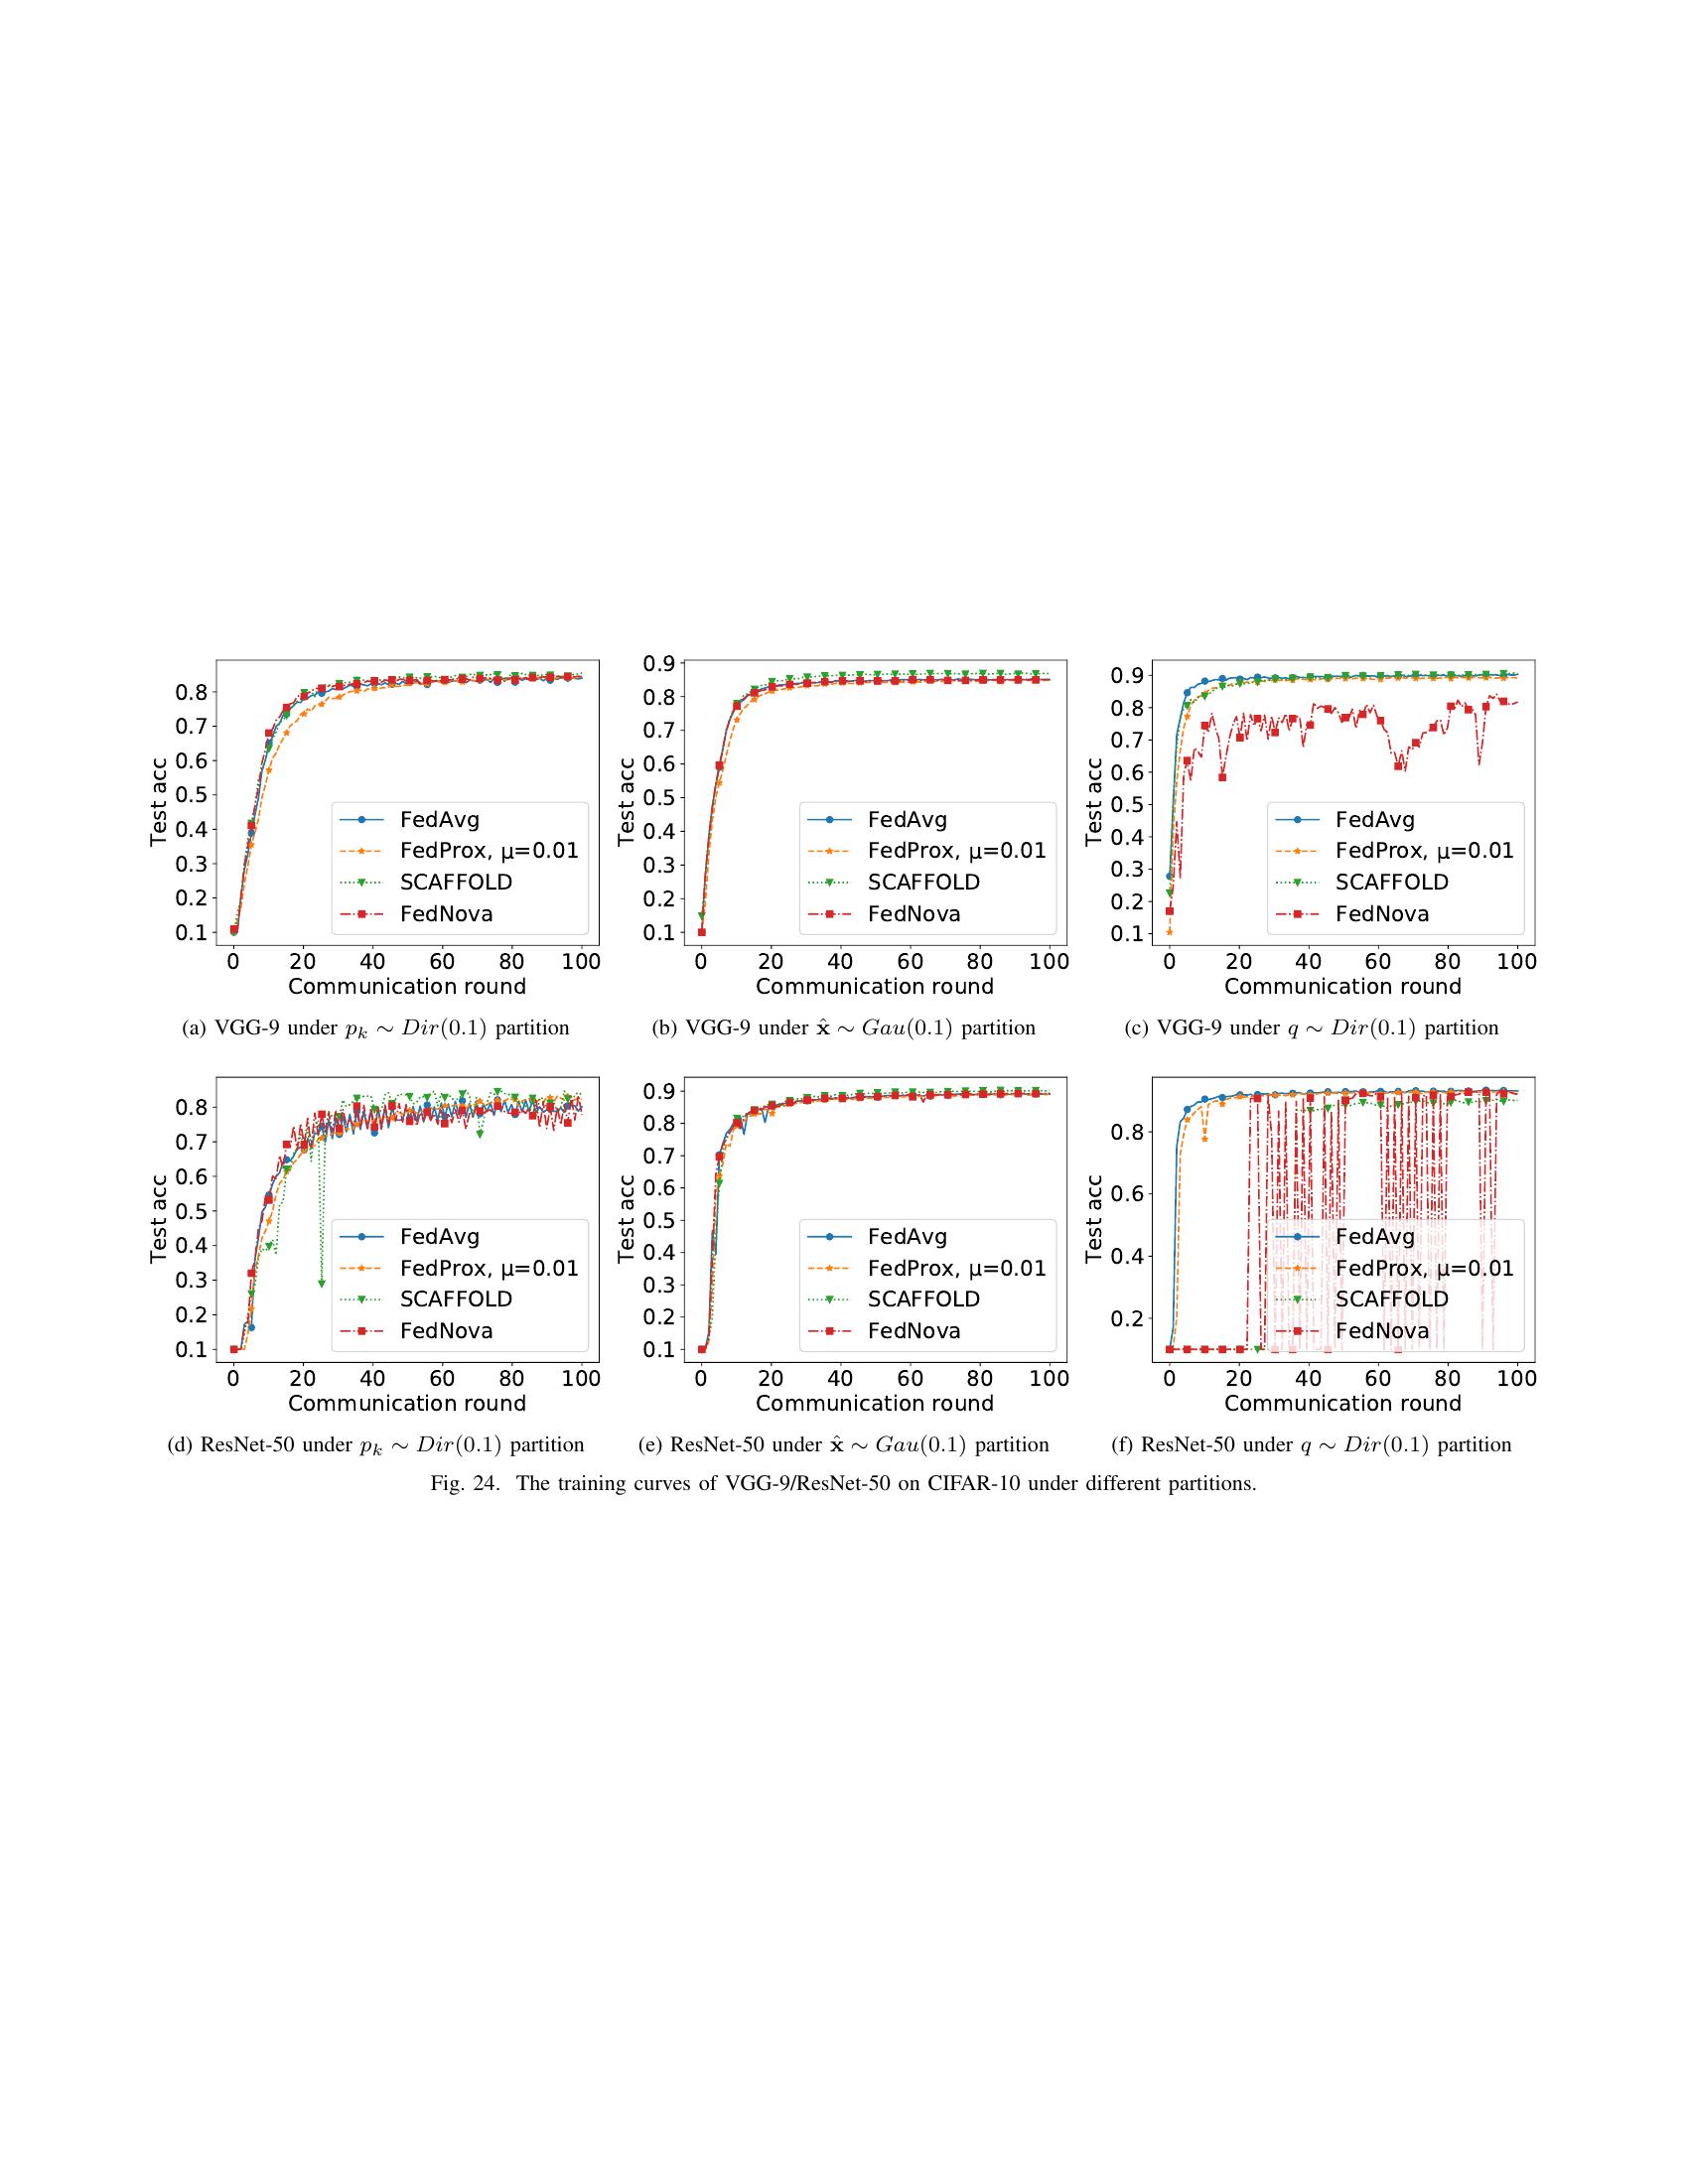 0.8
0.7
0.6
0.5
0.4
0.3
0.2
0.1
Test acc
FedAvg
FedProx, μ=0.01
SCAFFOLD
FedNova
0 20 40 60 80 100
Communication round
(a) VGG-9 under pₖ ∼ Dir(0.1) partition
0.9
0.8
0.7
0.6
0.5
0.4
0.3
0.2
0.1
Test acc
FedAvg
FedProx, μ=0.01
SCAFFOLD
FedNova
0 20 40 60 80 100
Communication round
(b) VGG-9 under x̂ ∼ Gau(0.1) partition
0.9
0.8
0.7
0.6
0.5
0.4
0.3
0.2
0.1
Test acc
FedAvg
FedProx, μ=0.01
SCAFFOLD
FedNova
0 20 40 60 80 100
Communication round
(c) VGG-9 under q ∼ Dir(0.1) partition
0.8
0.7
0.6
0.5
0.4
0.3
0.2
0.1
Test acc
FedAvg
FedProx, μ=0.01
SCAFFOLD
FedNova
0 20 40 60 80 100
Communication round
(d) ResNet-50 under pₖ ∼ Dir(0.1) partition
0.9
0.8
0.7
0.6
0.5
0.4
0.3
0.2
0.1
Test acc
FedAvg
FedProx, μ=0.01
SCAFFOLD
FedNova
0 20 40 60 80 100
Communication round
(e) ResNet-50 under x̂ ∼ Gau(0.1) partition
0.8
0.6
0.4
0.2
Test acc
FedAvg
FedProx, μ=0.01
SCAFFOLD
FedNova
0 20 40 60 80 100
Communication round
(f) ResNet-50 under q ∼ Dir(0.1) partition
Fig. 24. The training curves of VGG-9/ResNet-50 on CIFAR-10 under different partitions.